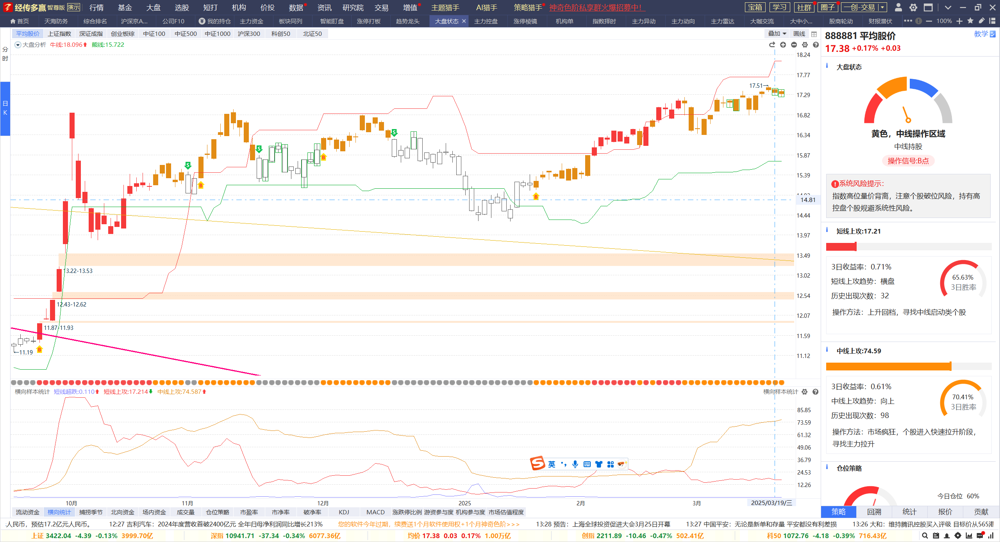 经传多赢 智尊版 演示 行情 基金 大盘 选股 短打 机构 价投 数据 资讯 研究院 交易 增值 主题猎手 AI猎手 策略猎手 神奇色阶私享群火爆招募中! 宝箱 学习 社群 圈子 一创-交易
首页 天海防务 综合排名 沪深京A... 公司F10 我的持仓 主力资金 板块同列 智能盯盘 涨停打板 趋势龙头 大盘状态 主力控盘 涨停棱镜 机构单 指数择时 主力异动 主力动向 主力雷达 大咖交流 大中小... 股商轮动 财报潜伏 100%
平均股价 上证指数 深证成指 创业板综 中证100 中证500 中证1000 沪深300 科创50 北证50 叠加 画线
大盘分析 牛线:18.096 熊线:15.722
分时
日K
18.24
17.77
17.51→
17.29
16.82
16.34
15.87
15.39
14.81
14.44
13.97
13.49
13.02
12.54
12.07
11.59
11.12
S
S
S
B
B
B
B
13.22-13.53
12.43-12.62
11.87-11.93
←11.19
横向样本统计 短线超跌:0.110 短线上攻:17.214 中线上攻:74.587 横向样本统计
85.85
73.59
61.32
49.06
36.79
24.53
12.26
英
10月 11月 12月 2025 2月 3月 2025/03/19/三
流动资金 横向统计 捕捞季节 北向资金 场内资金 成交量 仓位策略 市盈率 市净率 破净率 KDJ MACD 涨跌停比例 游资参与度 机构参与度 市场估值程度
888881 平均股价 教学
17.38 +0.17% +0.03
大盘状态
黄色，中线操作区域
中线持股
操作信号:B点
系统风险提示:
指数高位量价背离，注意个股破位风险，持有高
控盘个股规避系统性风险。
短线上攻:17.21
3日收益率：0.71%
短线上攻趋势：横盘
历史出现次数：32
65.63%
3日胜率
操作方法：上升回档，寻找中线启动类个股
中线上攻:74.59
3日收益率：0.61%
中线上攻趋势：向上
历史出现次数：98
70.41%
3日胜率
操作方法：市场疯狂，个股进入快速拉升阶段，
寻找主力拉升
仓位策略
今日仓位 60%
策略 回溯 统计 报价 贡献
人民币，预估17.2亿元人民币。 12:27 吉利汽车：2024年度营收首破2400亿元 全年归母净利润同比增长213% 您的软件今年过期，续费送1个月软件使用权+1个月神奇色阶>>> 13:28 预告：上海全球投资促进大会3月25日开幕 13:27 中国平安：无论是新单和存量 平安都没有利差损 13:26 大和：维持腾讯控股买入评级 目标价从565港
上证 3422.04 -4.39 -0.13% 3999.70亿 深指 10941.71 -37.34 -0.34% 6077.36亿 均价 17.38 0.03 0.17% 1.00万亿 创指 2211.89 -10.46 -0.47% 502.41亿 科50 1072.76 -4.18 -0.39% 716.43亿